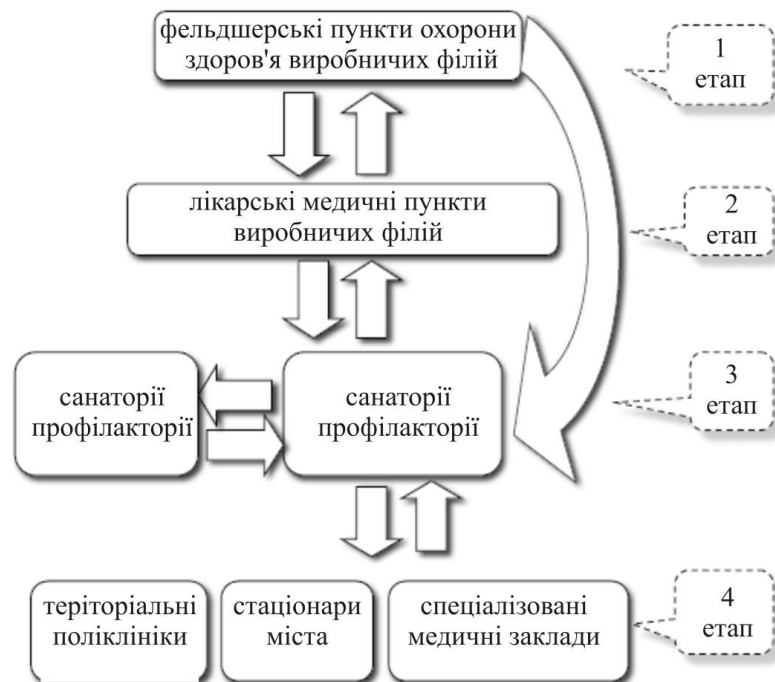 фельдшерські пункти охорони
здоров'я виробничих філій
1
етап
лікарські медичні пункти
виробничих філій
2
етап
санаторії
профілакторії
санаторії
профілакторії
3
етап
теріторіальні
поліклініки
стаціонари
міста
спеціалізовані
медичні заклади
4
етап